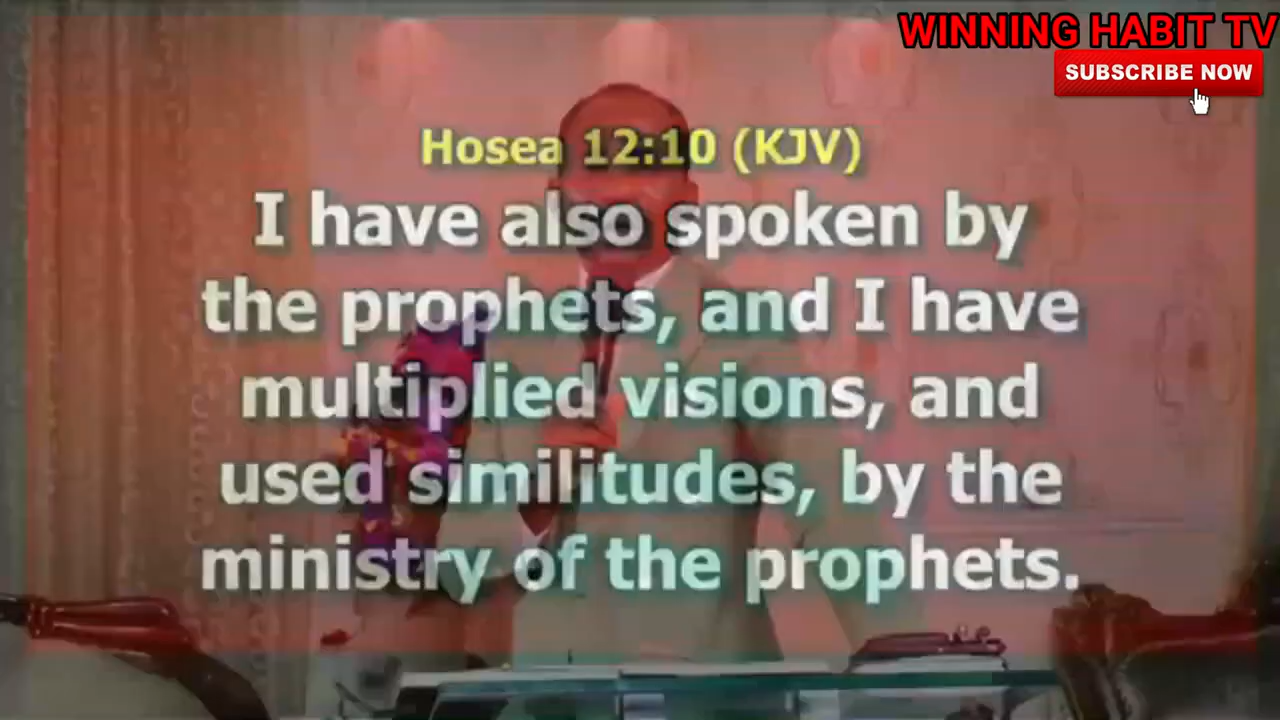 WINNING HABIT TV
SUBSCRIBE NOW
Hosea 12:10 (KJV)
I have also spoken by
the prophets, and I have
multiplied visions, and
used similitudes, by the
ministry of the prophets.